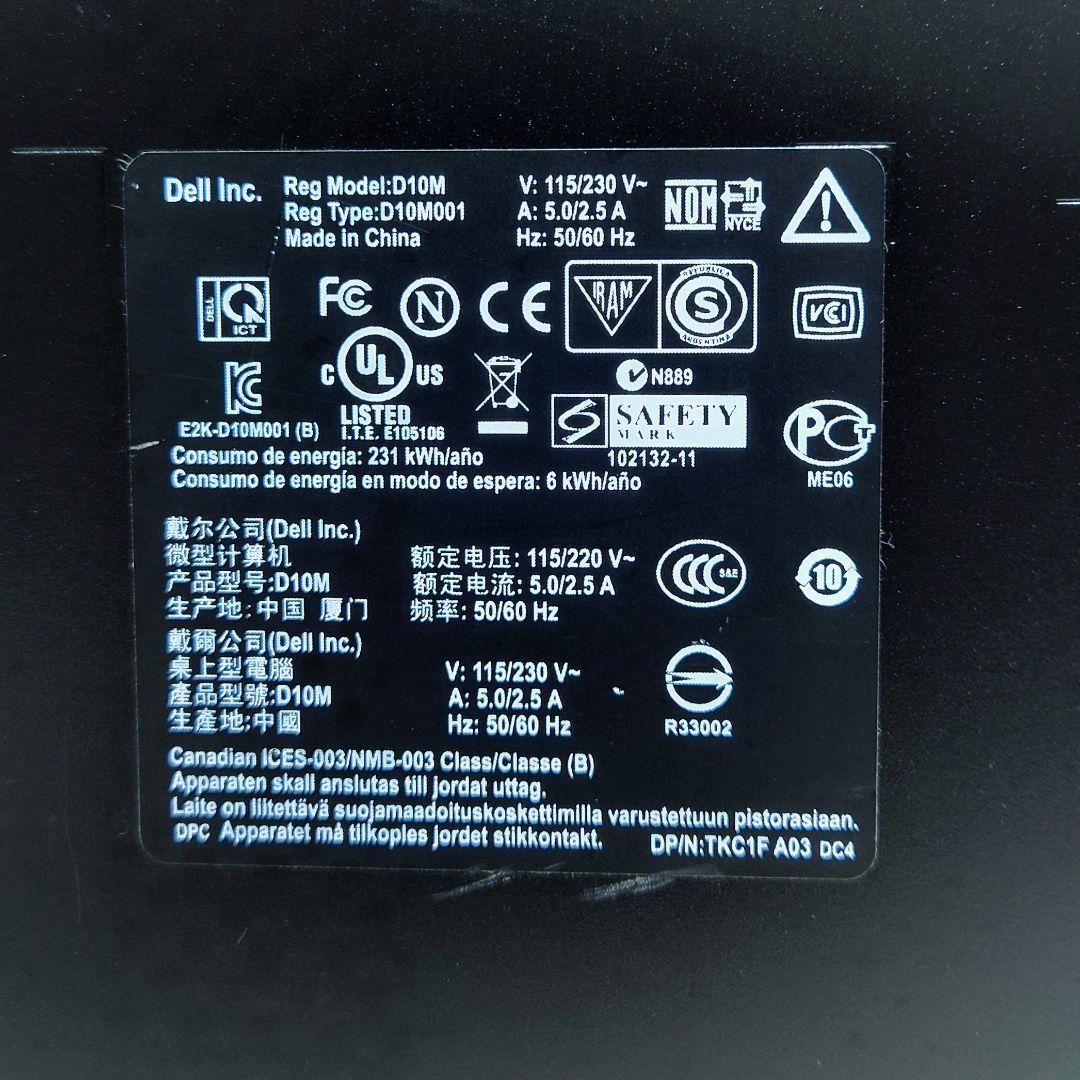 Dell Inc.
Reg Model:D10M
Reg Type:D10M001
Made in China
V: 115/230 V~
A: 5.0/2.5 A
Hz: 50/60 Hz
NOM
NYCE
DELL
ICT
FC
N
CE
IRAM
REPUBLICA
S
ARGENTINA
VCI
KC
E2K-D10M001 (B)
C UL US
LISTED
I.T.E. E105106
N889
SAFETY
MARK
102132-11
PCT
ME06
Consumo de energía: 231 kWh/año
Consumo de energía en modo de espera: 6 kWh/año
戴尔公司(Dell Inc.)
微型计算机
产品型号:D10M
生产地:中国 厦门
额定电压: 115/220 V~
额定电流: 5.0/2.5 A
频率: 50/60 Hz
CCC S&E
10
戴爾公司(Dell Inc.)
桌上型電腦
產品型號:D10M
生產地:中國
V: 115/230 V~
A: 5.0/2.5 A
Hz: 50/60 Hz
R33002
Canadian ICES-003/NMB-003 Class/Classe (B)
Apparaten skall anslutas till jordat uttag.
Laite on liitettävä suojamaadoituskoskettimilla varustettuun pistorasiaan.
DPC Apparatet må tilkoples jordet stikkontakt.
DP/N:TKC1F A03 DC4